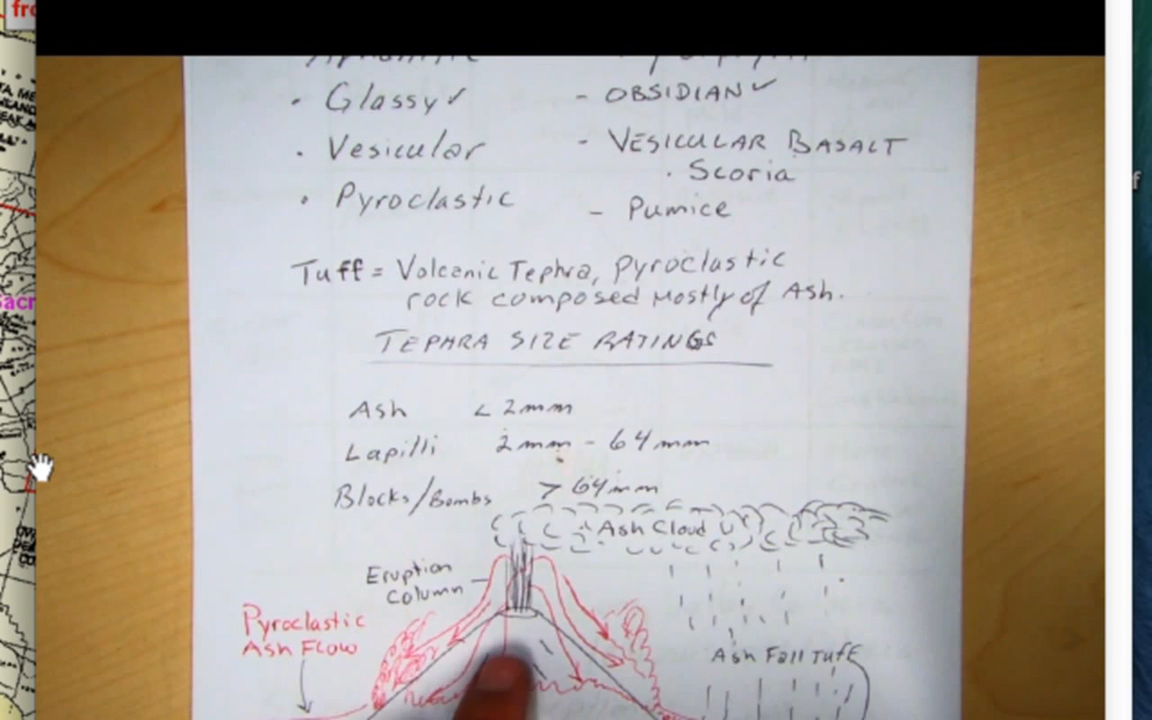 · Glassy ✓ - OBSIDIAN ✓
· Vesicular - VESICULAR BASALT
· Scoria
· Pyroclastic - Pumice
Tuff = Volcanic Tephra, Pyroclastic
rock composed Mostly of Ash.
TEPHRA SIZE RATINGS
Ash < 2mm
Lapilli 2mm - 64mm
Blocks/Bombs > 64mm
Ash Cloud
Eruption
Column
Pyroclastic
Ash Flow
Ash Fall Tuff